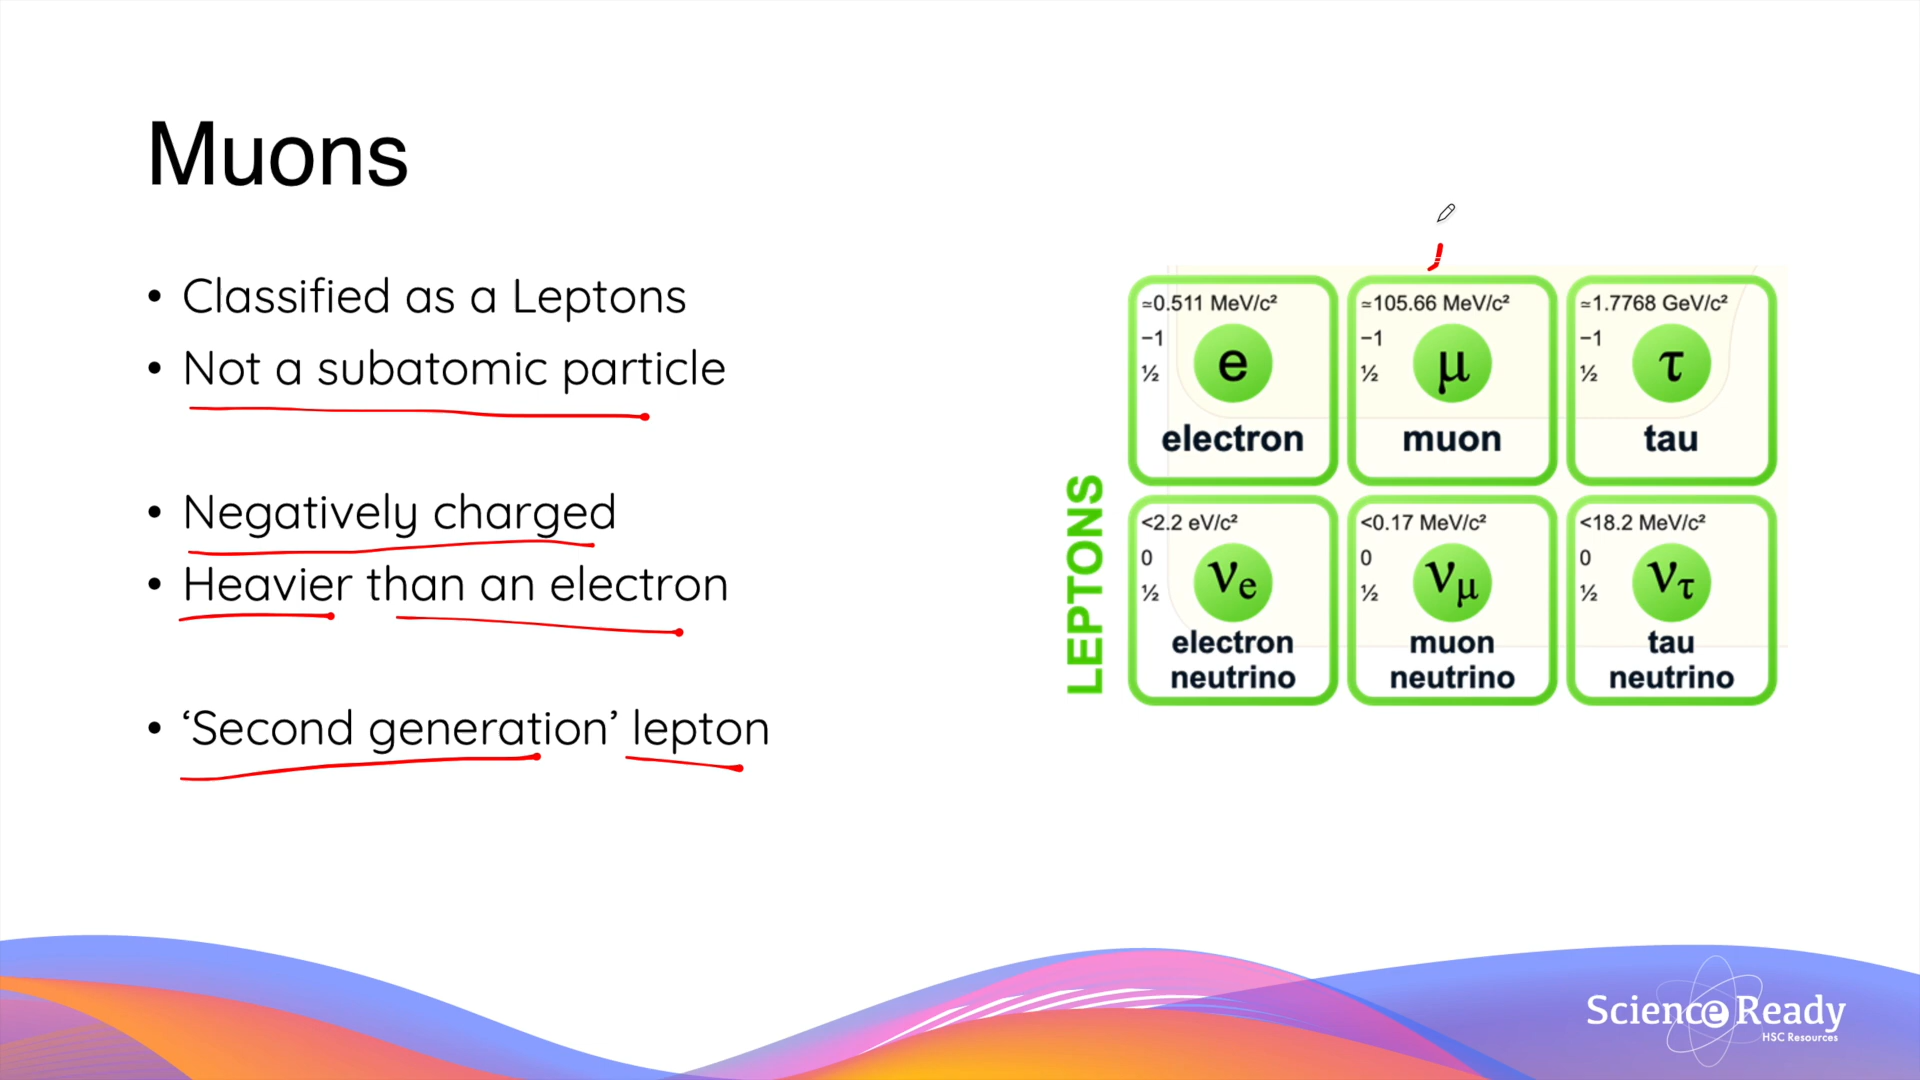 Muons
• Classified as a Leptons
• Not a subatomic particle
• Negatively charged
• Heavier than an electron
• ‘Second generation’ lepton
LEPTONS
≃0.511 MeV/c²
−1
½
e
electron
≃105.66 MeV/c²
−1
½
μ
muon
≃1.7768 GeV/c²
−1
½
τ
tau
<2.2 eV/c²
0
½
νe
electron
neutrino
<0.17 MeV/c²
0
½
νμ
muon
neutrino
<18.2 MeV/c²
0
½
ντ
tau
neutrino
Science Ready
HSC Resources